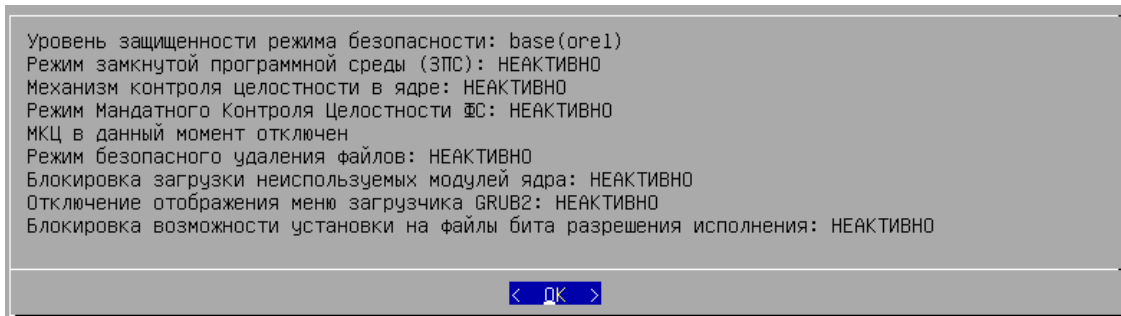 Уровень защищенности режима безопасности: base(orel)
Режим замкнутой программной среды (ЗПС): НЕАКТИВНО
Механизм контроля целостности в ядре: НЕАКТИВНО
Режим Мандатного Контроля Целостности ФС: НЕАКТИВНО
МКЦ в данный момент отключен
Режим безопасного удаления файлов: НЕАКТИВНО
Блокировка загрузки неиспользуемых модулей ядра: НЕАКТИВНО
Отключение отображения меню загрузчика GRUB2: НЕАКТИВНО
Блокировка возможности установки на файлы бита разрешения исполнения: НЕАКТИВНО
< OK >